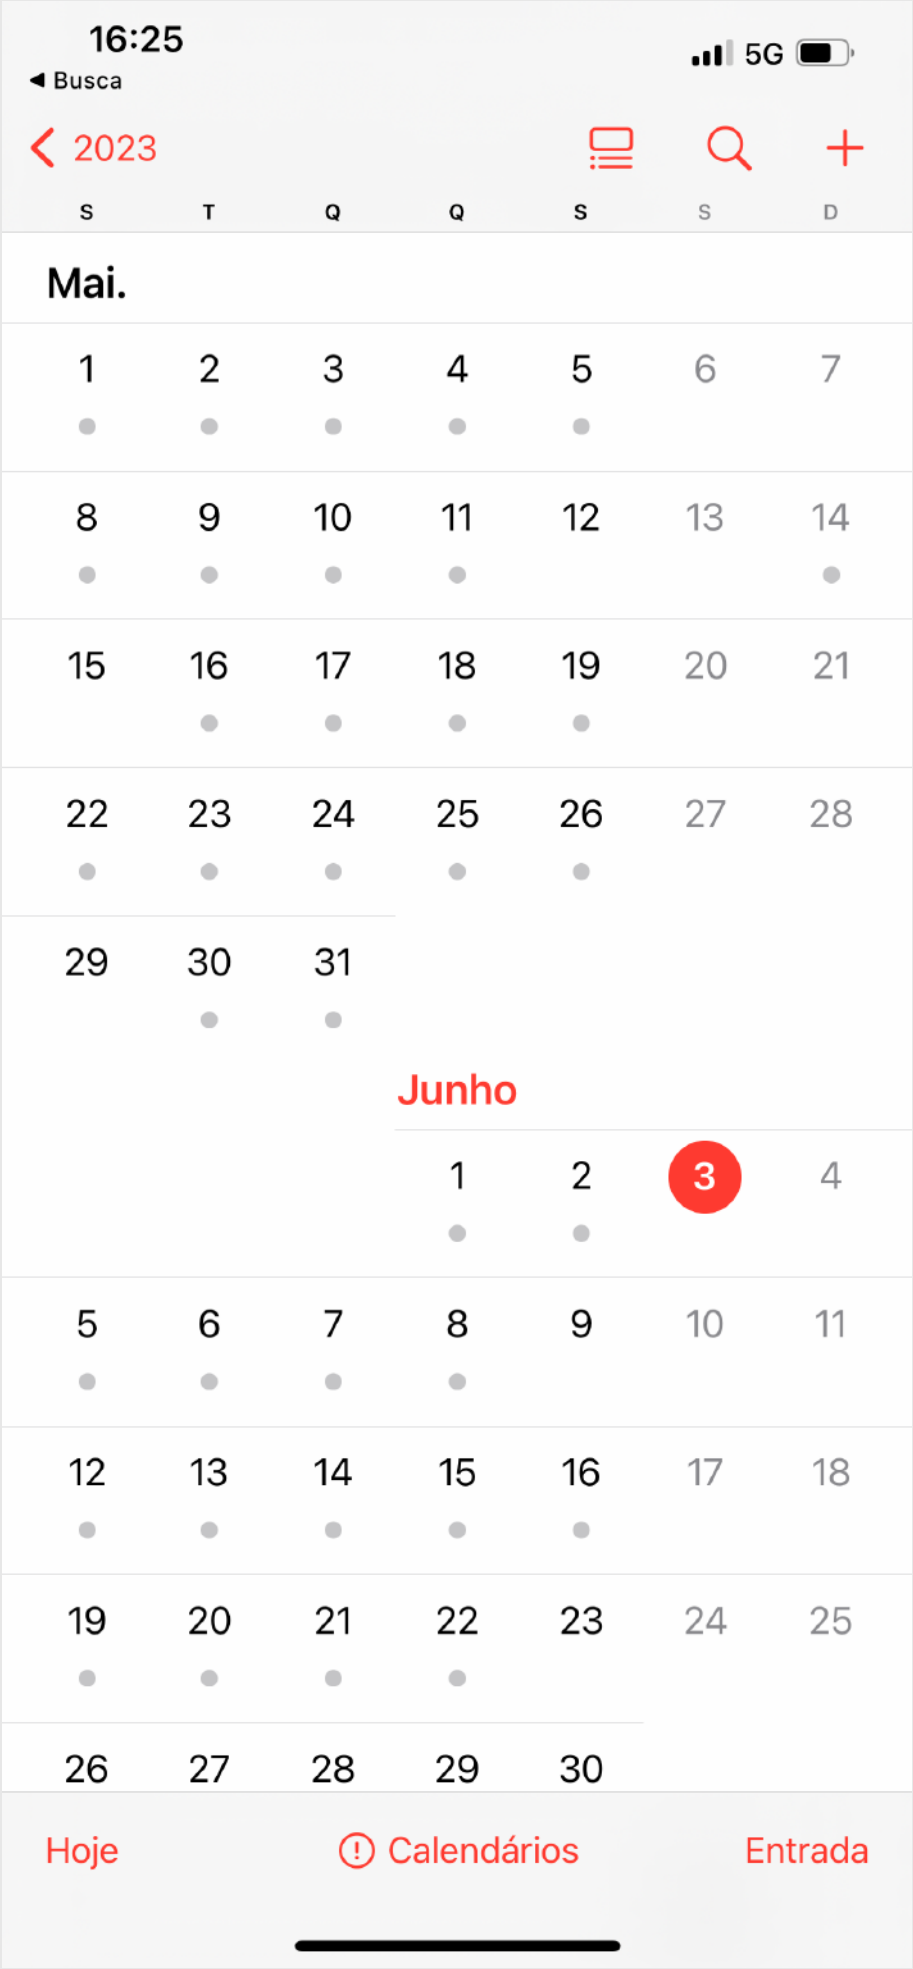 16:25
5G
◀ Busca
2023
S T Q Q S S D
Mai.
1 2 3 4 5 6 7
8 9 10 11 12 13 14
15 16 17 18 19 20 21
22 23 24 25 26 27 28
29 30 31
Junho
1 2 3 4
5 6 7 8 9 10 11
12 13 14 15 16 17 18
19 20 21 22 23 24 25
26 27 28 29 30
Hoje
Calendários
Entrada